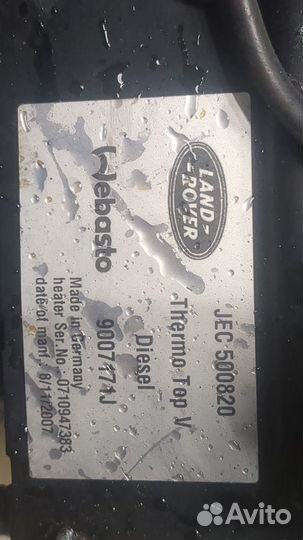 LAND-
ROVER
JEC 500820
Thermo Top V
Diesel
Webasto
Made in Germany
heater Ser.No.: 0710947383
date of manf.: 8/11/2007
Avito